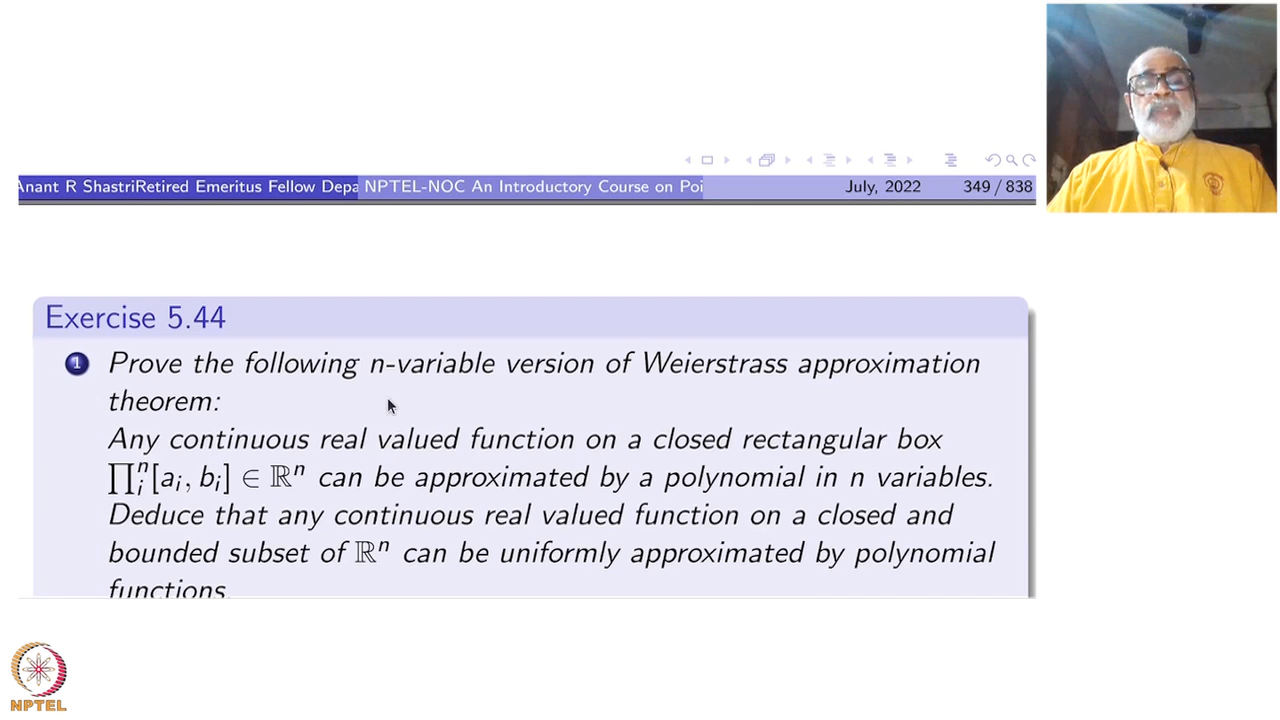 Anant R ShastriRetired Emeritus Fellow Depa NPTEL-NOC An Introductory Course on Poi July, 2022 349 / 838
Exercise 5.44
1 Prove the following n-variable version of Weierstrass approximation
theorem:
Any continuous real valued function on a closed rectangular box
∏ᵢⁿ[aᵢ, bᵢ] ∈ ℝⁿ can be approximated by a polynomial in n variables.
Deduce that any continuous real valued function on a closed and
bounded subset of ℝⁿ can be uniformly approximated by polynomial
functions.
NPTEL